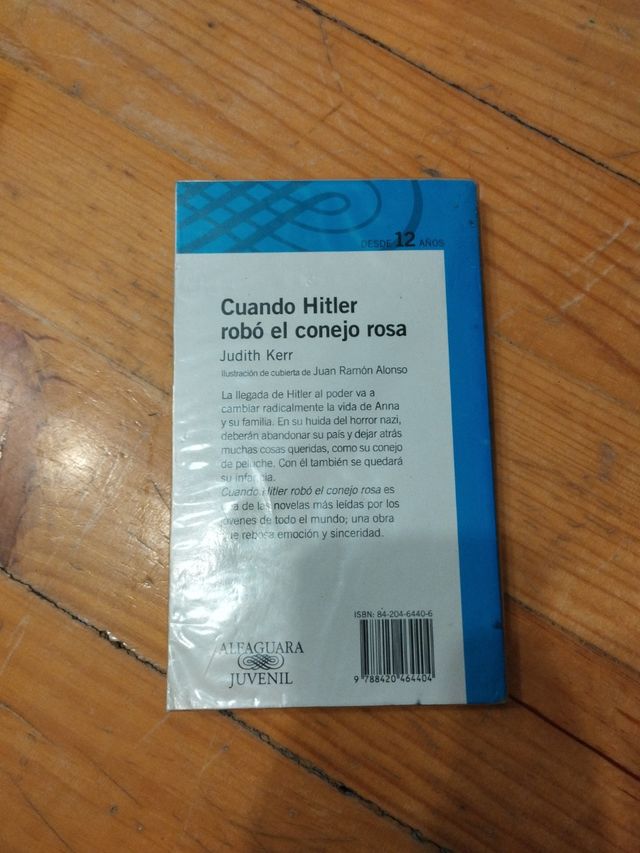 DESDE 12 AÑOS
Cuando Hitler
robó el conejo rosa
Judith Kerr
Ilustración de cubierta de Juan Ramón Alonso
La llegada de Hitler al poder va a
cambiar radicalmente la vida de Anna
y su familia. En su huida del horror nazi,
deberán abandonar su país y dejar atrás
muchas cosas queridas, como su conejo
de peluche. Con él también se quedará
su infancia.
Cuando Hitler robó el conejo rosa es
una de las novelas más leídas por los
jóvenes de todo el mundo; una obra
que rebosa emoción y sinceridad.
ISBN: 84-204-6440-6
ALFAGUARA
JUVENIL
9 788420 464404